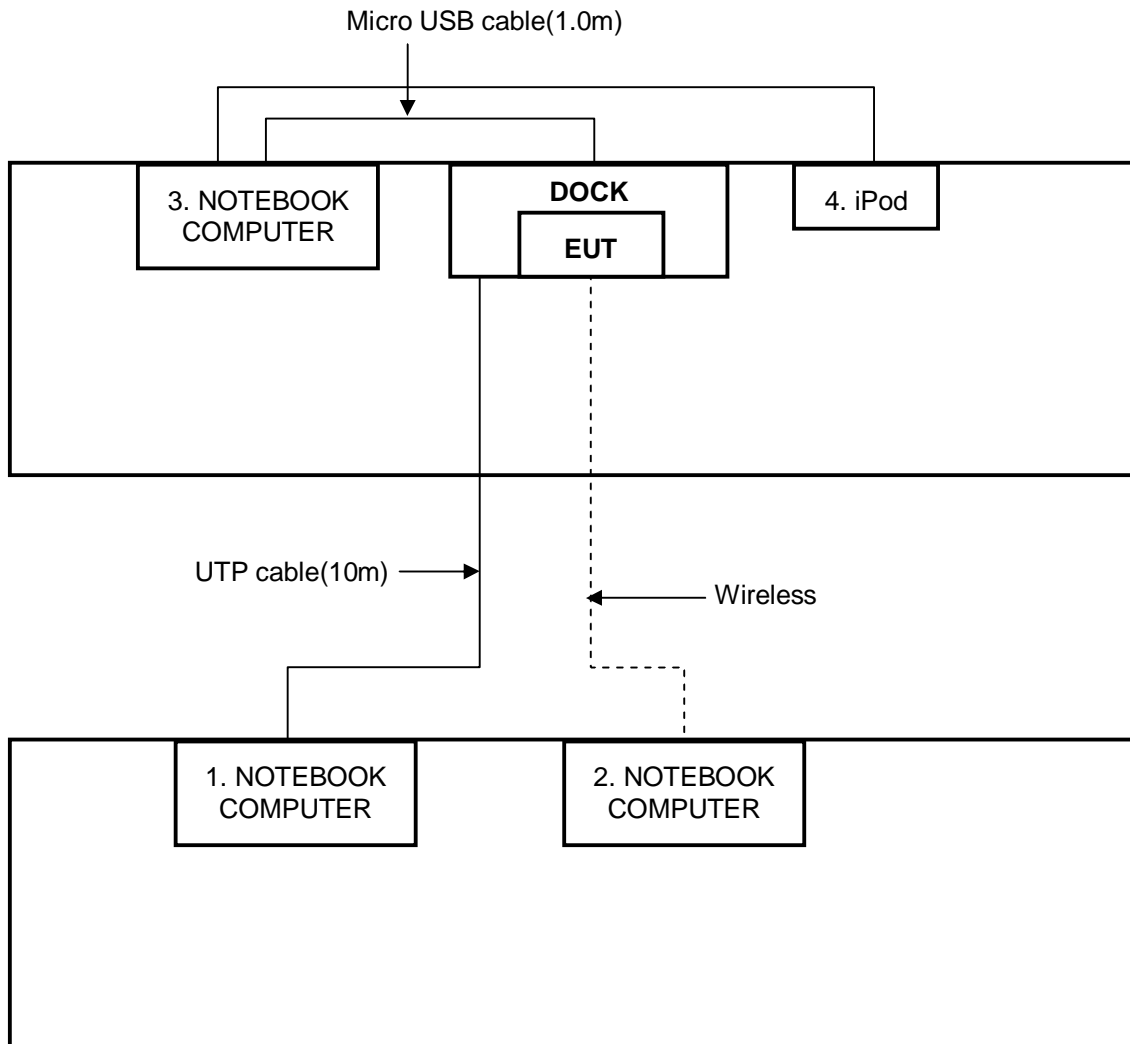 Micro USB cable(1.0m)
3. NOTEBOOK
COMPUTER
DOCK
EUT
4. iPod
UTP cable(10m)
Wireless
1. NOTEBOOK
COMPUTER
2. NOTEBOOK
COMPUTER